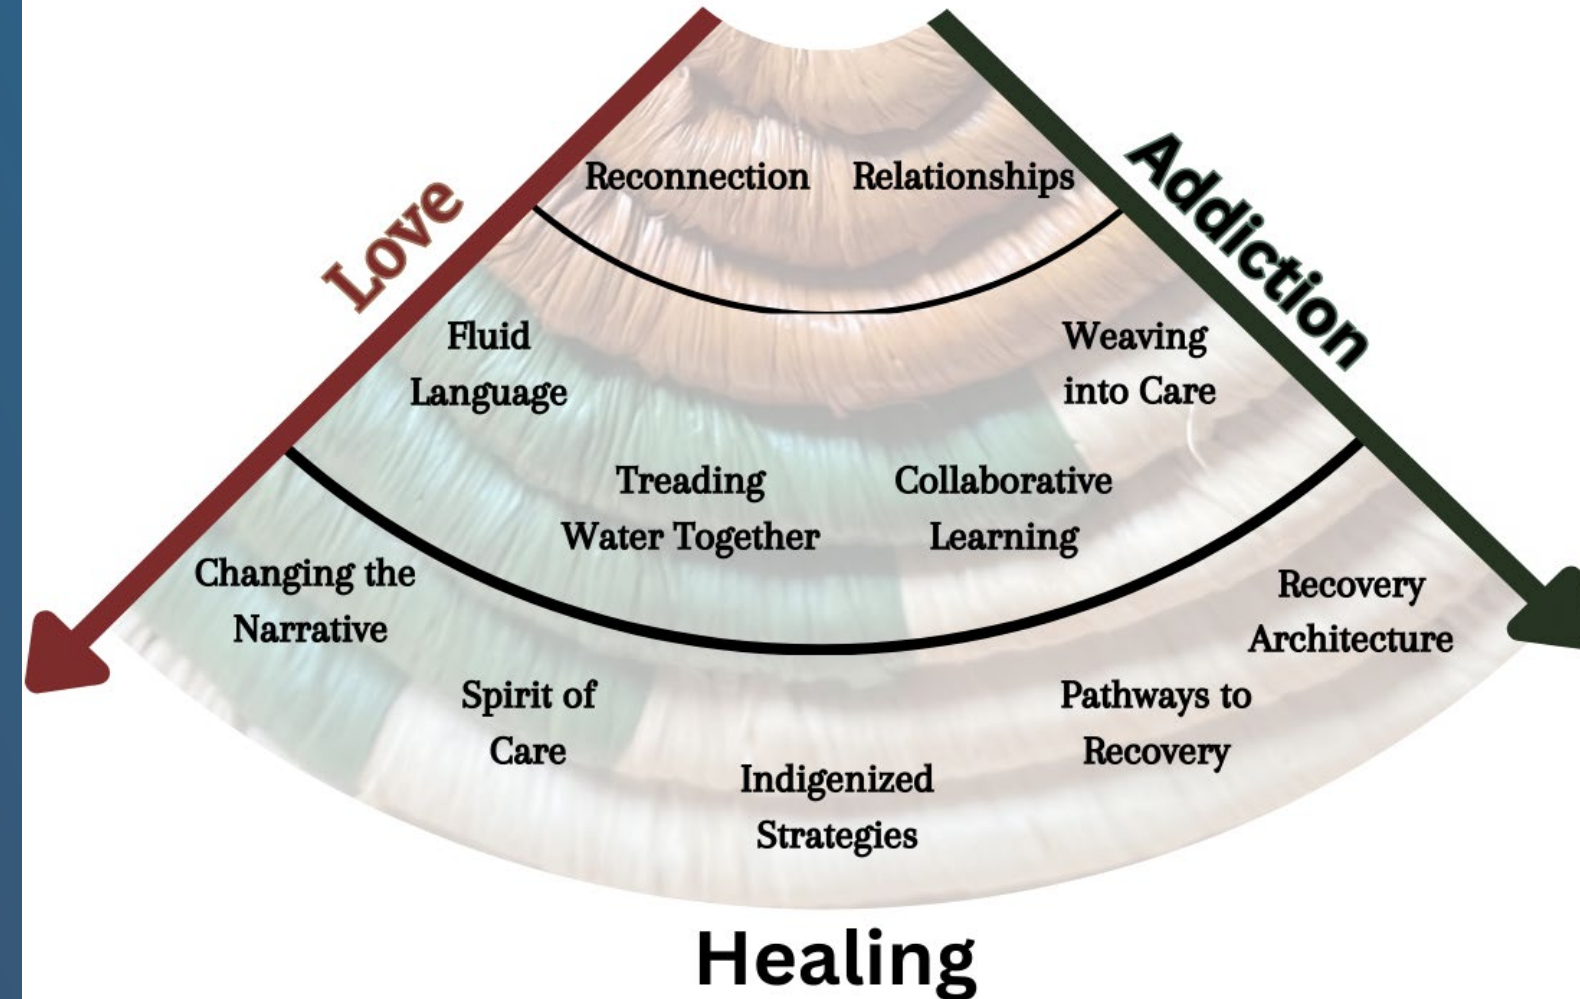 Love
Addiction
Reconnection
Relationships
Fluid
Language
Weaving
into Care
Treading
Water Together
Collaborative
Learning
Changing the
Narrative
Recovery
Architecture
Spirit of
Care
Pathways to
Recovery
Indigenized
Strategies
Healing